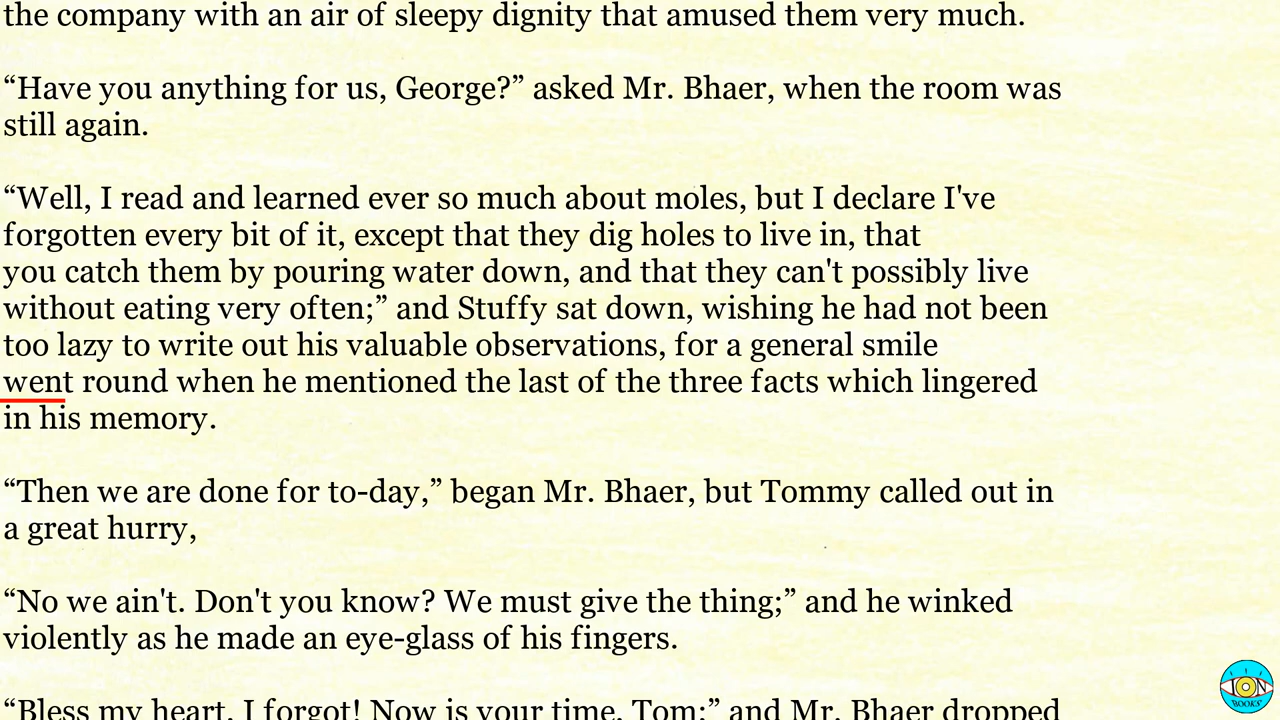 the company with an air of sleepy dignity that amused them very much.
“Have you anything for us, George?” asked Mr. Bhaer, when the room was
still again.
“Well, I read and learned ever so much about moles, but I declare I've
forgotten every bit of it, except that they dig holes to live in, that
you catch them by pouring water down, and that they can't possibly live
without eating very often;” and Stuffy sat down, wishing he had not been
too lazy to write out his valuable observations, for a general smile
went round when he mentioned the last of the three facts which lingered
in his memory.
“Then we are done for to-day,” began Mr. Bhaer, but Tommy called out in
a great hurry,
“No we ain't. Don't you know? We must give the thing;” and he winked
violently as he made an eye-glass of his fingers.
“Bless my heart, I forgot! Now is your time, Tom;” and Mr. Bhaer dropped
ION
BOOKS